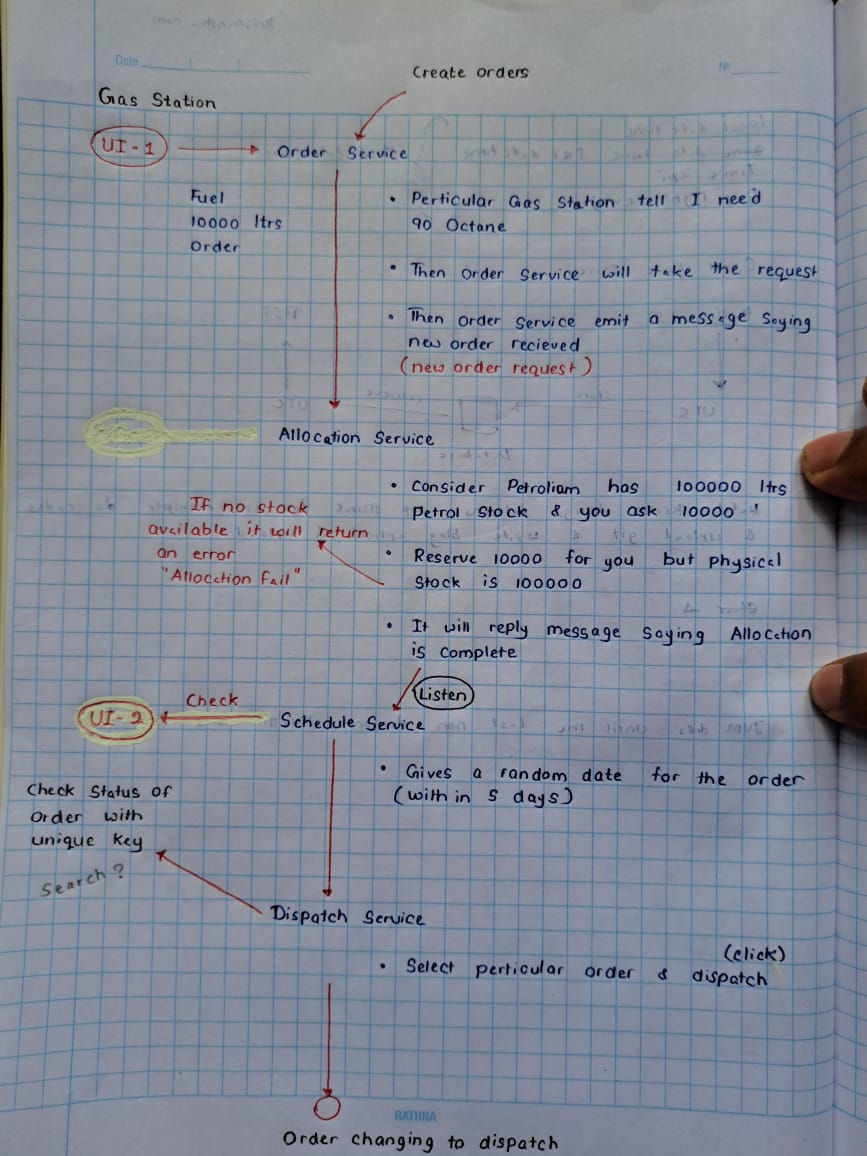 Date
No
Create orders
Gas Station
UI-1
Order Service
Fuel
10000 ltrs
Order
• Perticular Gas Station tell I need
90 Octane
• Then order service will take the request
• Then order service emit a message saying
new order recieved
(new order request)
Allocation Service
• Consider Petroliam has 100000 ltrs
Petrol Stock & you ask 10000 "
If no stock
available it will return
an error
"Allocation Fail"
• Reserve 10000 for you but physical
Stock is 100000
• It will reply message saying Allocation
is complete
Listen
Check
UI-2
Schedule Service
• Gives a random date for the order
(with in 5 days)
Check Status of
Order with
unique key
Search?
Dispatch Service
(click)
• Select perticular order & dispatch
RATHNA
Order changing to dispatch